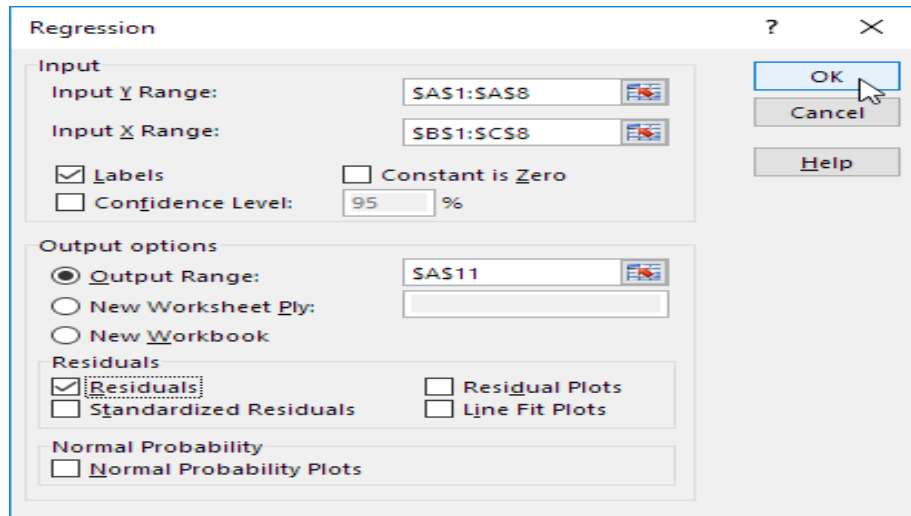 Regression ?
Input
Input Y Range: $A$1:$A$8
Input X Range: $B$1:$C$8
Labels Constant is Zero
Confidence Level: 95 %
OK
Cancel
Help
Output options
Output Range: $A$11
New Worksheet Ply:
New Workbook
Residuals
Residuals Residual Plots
Standardized Residuals Line Fit Plots
Normal Probability
Normal Probability Plots